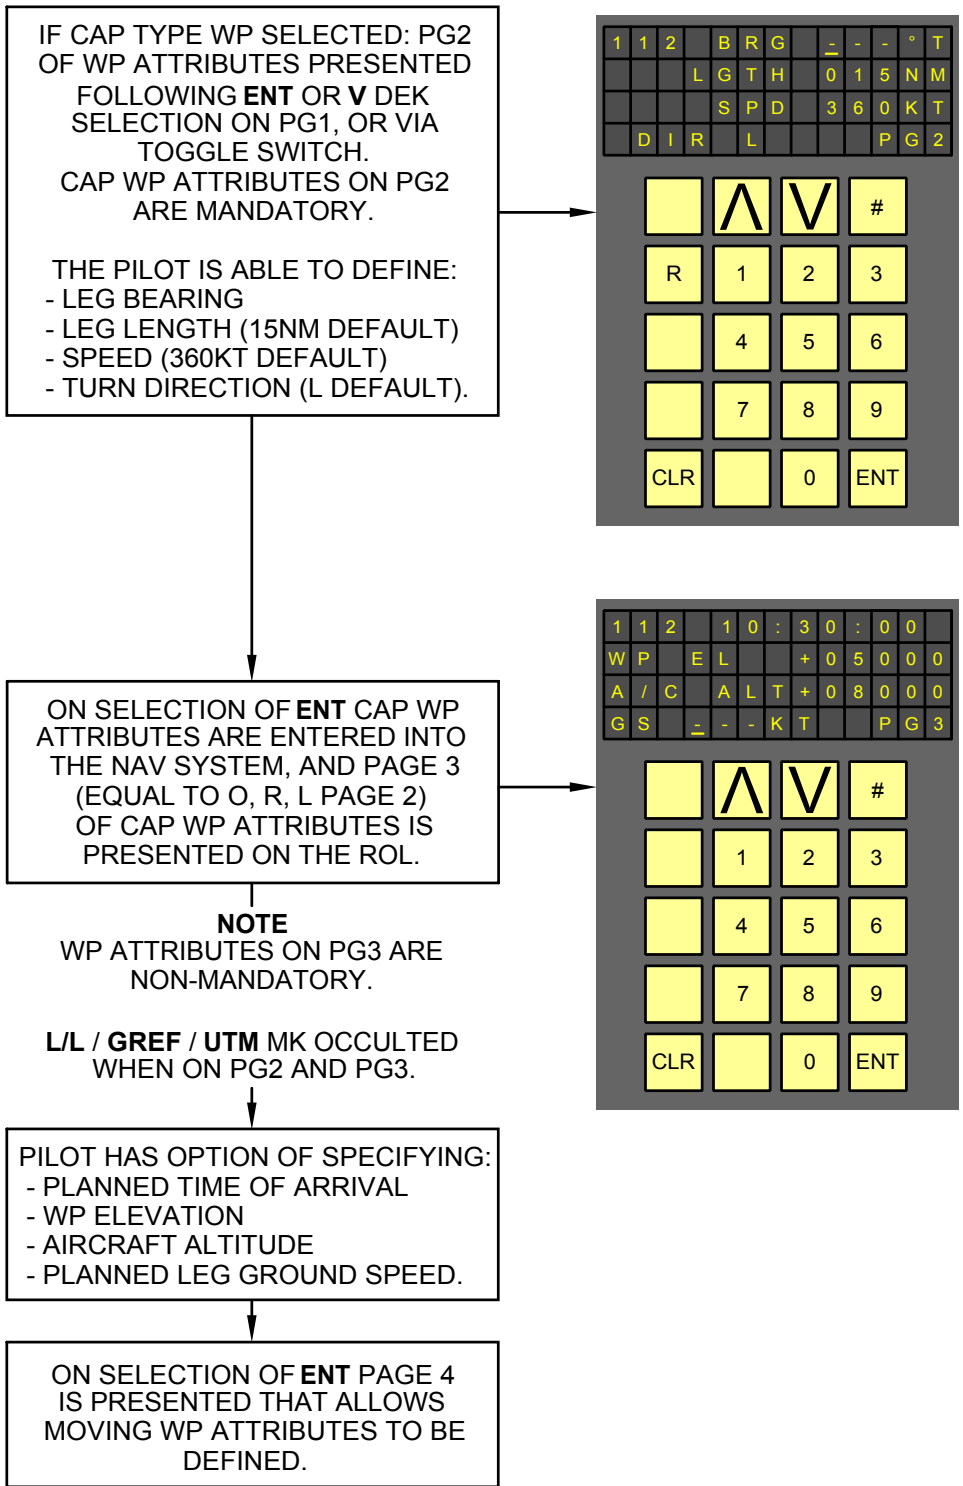 IF CAP TYPE WP SELECTED: PG2
OF WP ATTRIBUTES PRESENTED
FOLLOWING ENT OR V DEK
SELECTION ON PG1, OR VIA
TOGGLE SWITCH.
CAP WP ATTRIBUTES ON PG2
ARE MANDATORY.
THE PILOT IS ABLE TO DEFINE:
- LEG BEARING
- LEG LENGTH (15NM DEFAULT)
- SPEED (360KT DEFAULT)
- TURN DIRECTION (L DEFAULT).
112 BRG _--°T
LGTH 015NM
SPD 360KT
DIR L PG2
⋀ ⋁ #
R 1 2 3
4 5 6
7 8 9
CLR 0 ENT
ON SELECTION OF ENT CAP WP
ATTRIBUTES ARE ENTERED INTO
THE NAV SYSTEM, AND PAGE 3
(EQUAL TO O, R, L PAGE 2)
OF CAP WP ATTRIBUTES IS
PRESENTED ON THE ROL.
112 10:30:00
WP EL +05000
A/C ALT+08000
GS _--KT PG3
⋀ ⋁ #
1 2 3
4 5 6
7 8 9
CLR 0 ENT
NOTE
WP ATTRIBUTES ON PG3 ARE
NON-MANDATORY.
L/L / GREF / UTM MK OCCULTED
WHEN ON PG2 AND PG3.
PILOT HAS OPTION OF SPECIFYING:
- PLANNED TIME OF ARRIVAL
- WP ELEVATION
- AIRCRAFT ALTITUDE
- PLANNED LEG GROUND SPEED.
ON SELECTION OF ENT PAGE 4
IS PRESENTED THAT ALLOWS
MOVING WP ATTRIBUTES TO BE
DEFINED.